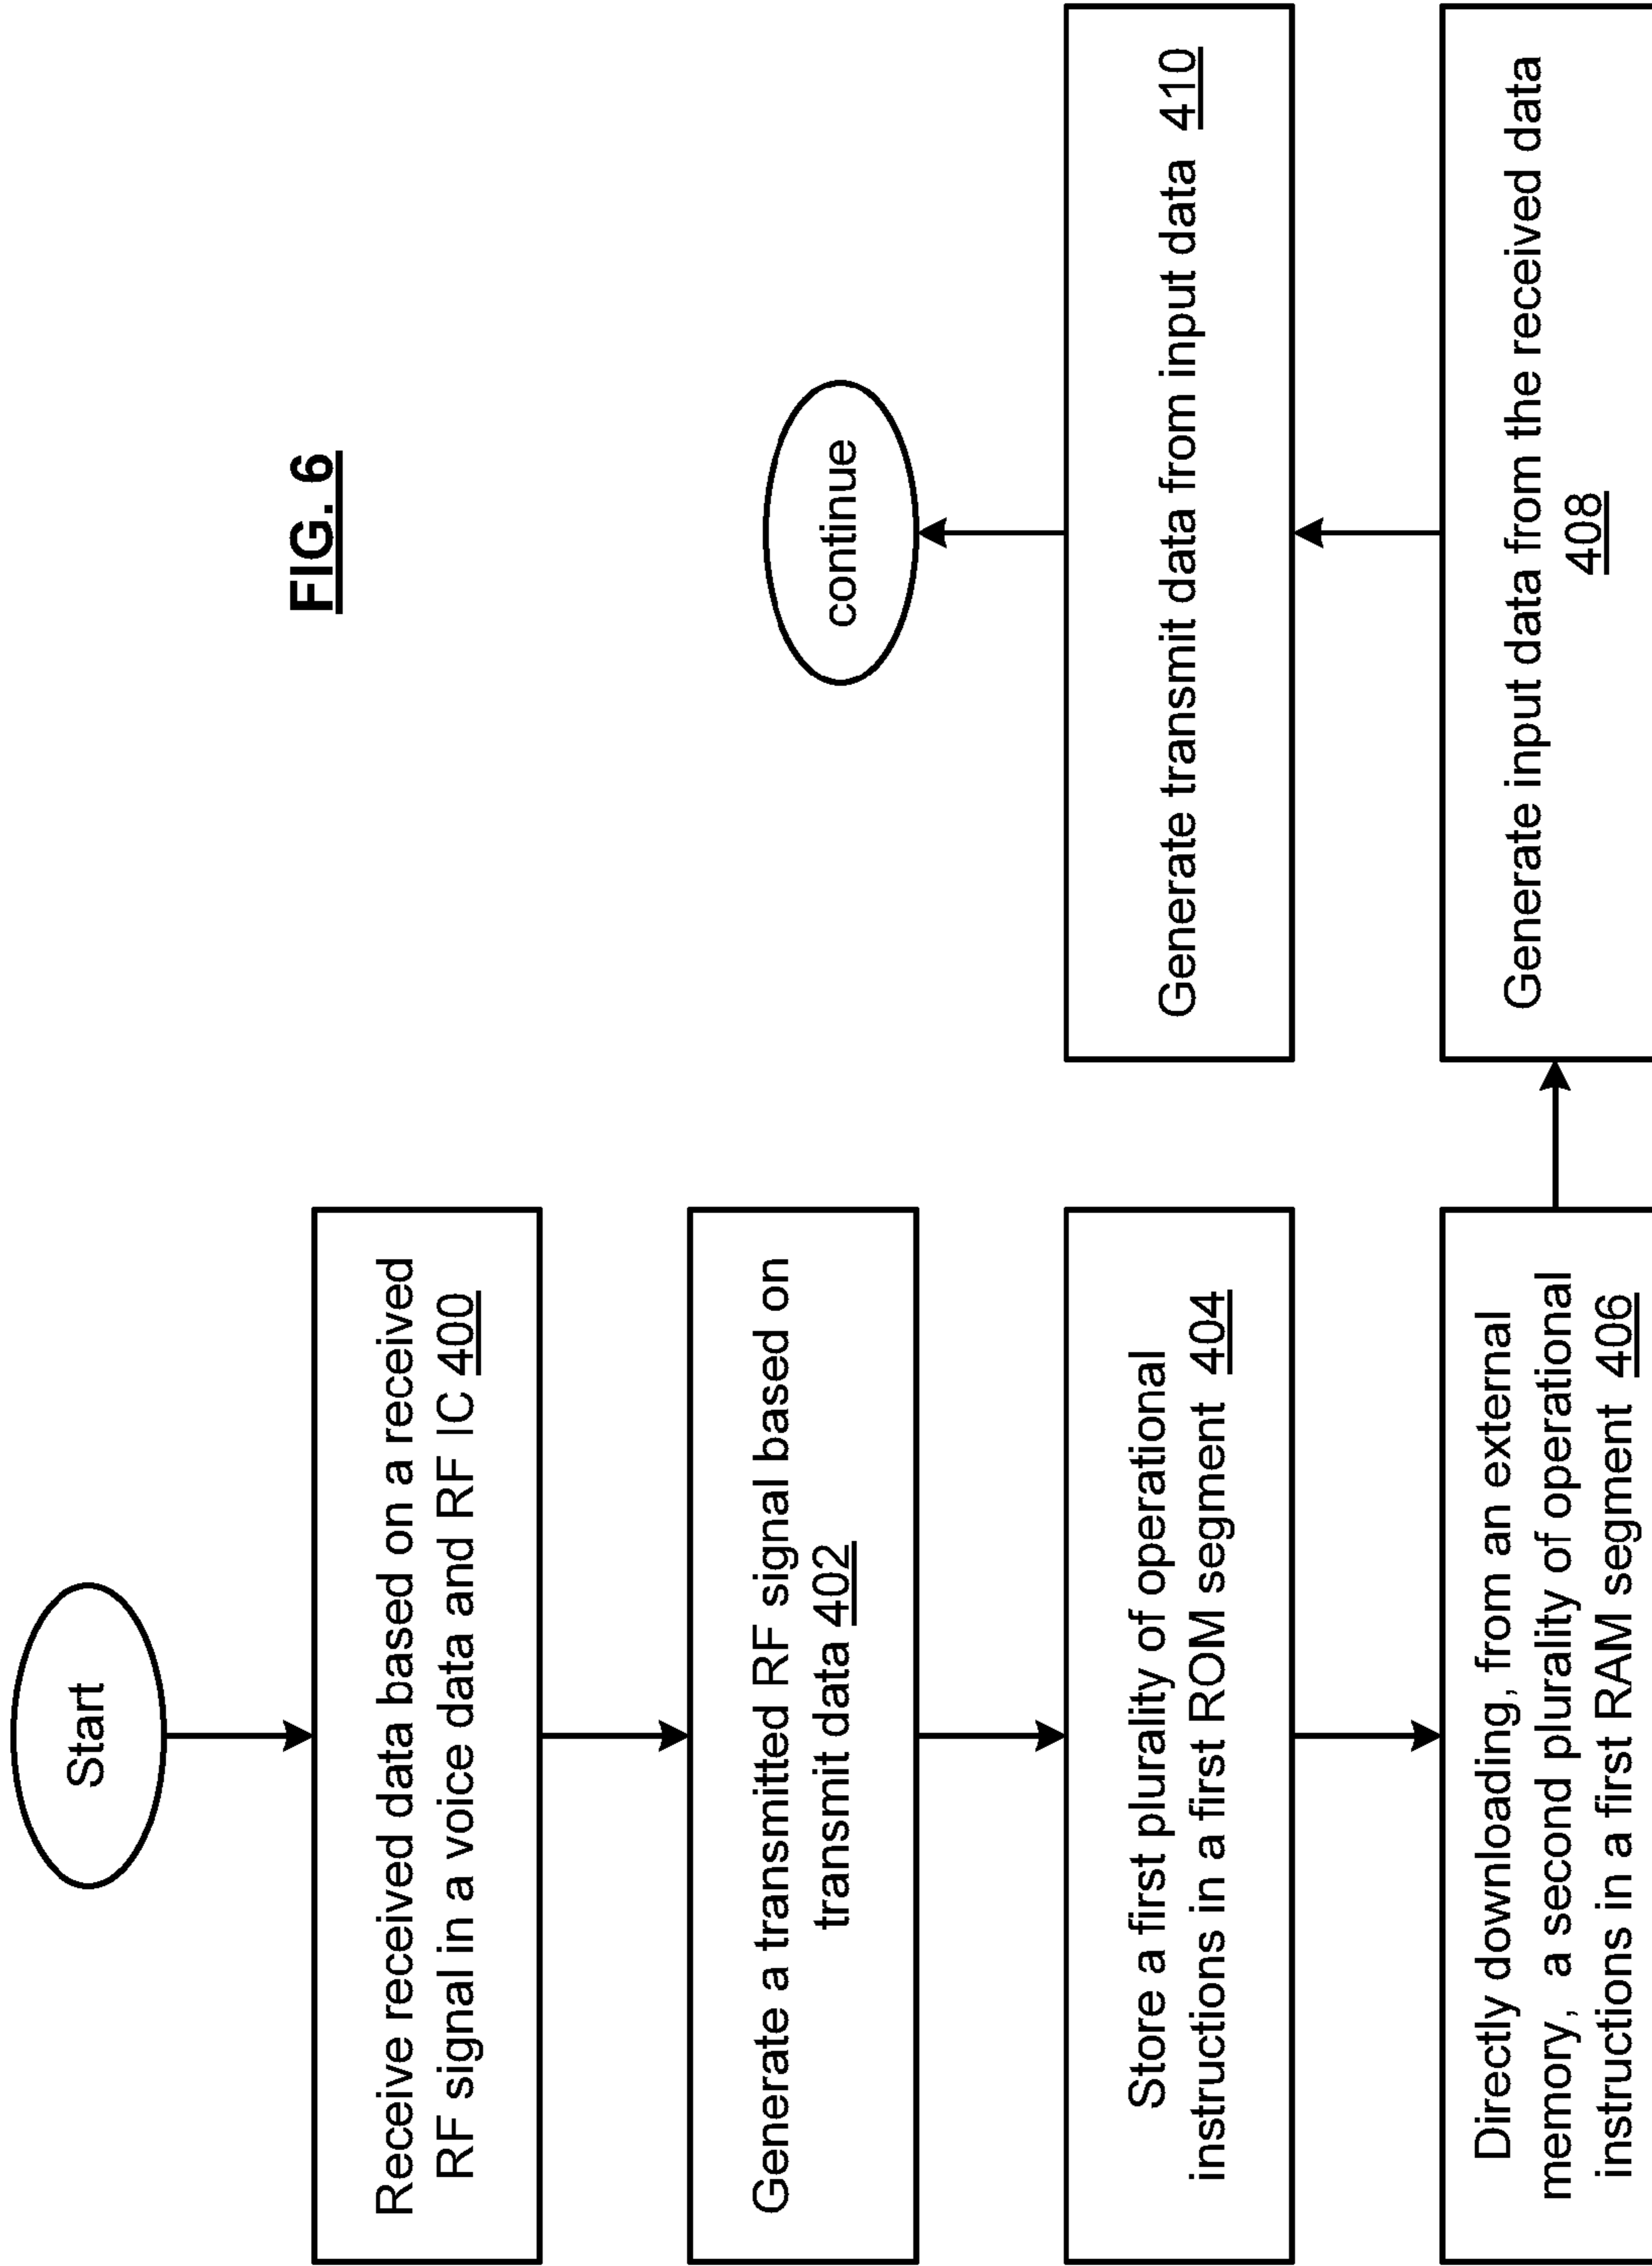 FIG. 6
Start
Receive received data based on a received
RF signal in a voice data and RF IC 400
Generate a transmitted RF signal based on
transmit data 402
Store a first plurality of operational
instructions in a first ROM segment 404
Directly downloading, from an external
memory, a second plurality of operational
instructions in a first RAM segment 406
Generate input data from the received data
408
Generate transmit data from input data 410
continue